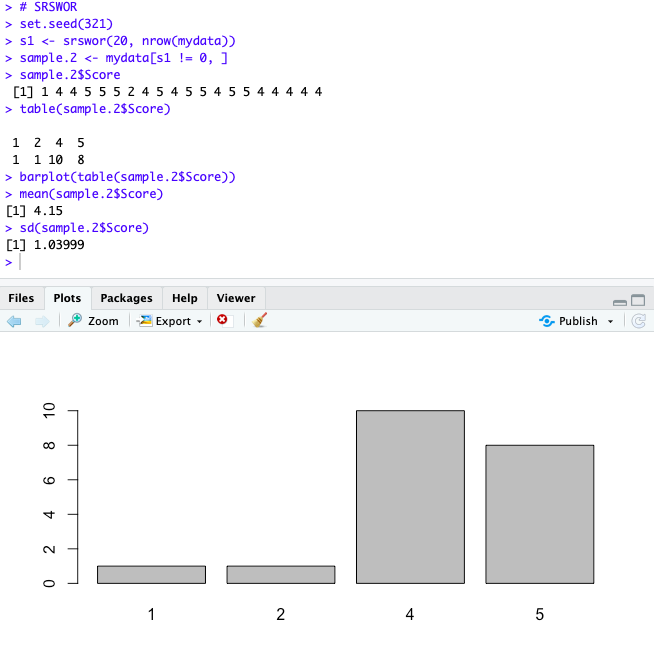 > # SRSWOR
> set.seed(321)
> s1 <- srswor(20, nrow(mydata))
> sample.2 <- mydata[s1 != 0, ]
> sample.2$Score
[1] 1 4 4 5 5 5 2 4 5 4 5 5 4 5 5 4 4 4 4 4
> table(sample.2$Score)
1 2 4 5
1 1 10 8
> barplot(table(sample.2$Score))
> mean(sample.2$Score)
[1] 4.15
> sd(sample.2$Score)
[1] 1.03999
>
Files Plots Packages Help Viewer
Zoom Export Publish
10
8
6
4
2
0
1 2 4 5